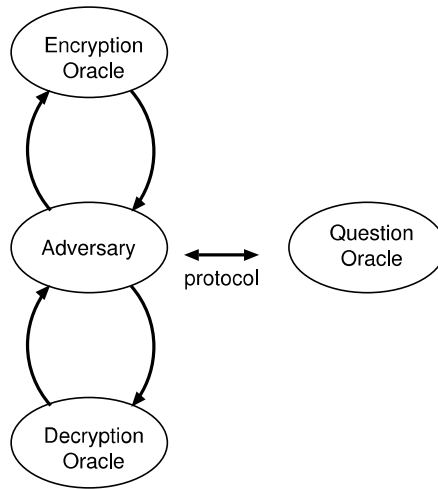 Encryption
Oracle
Adversary
protocol
Question
Oracle
Decryption
Oracle